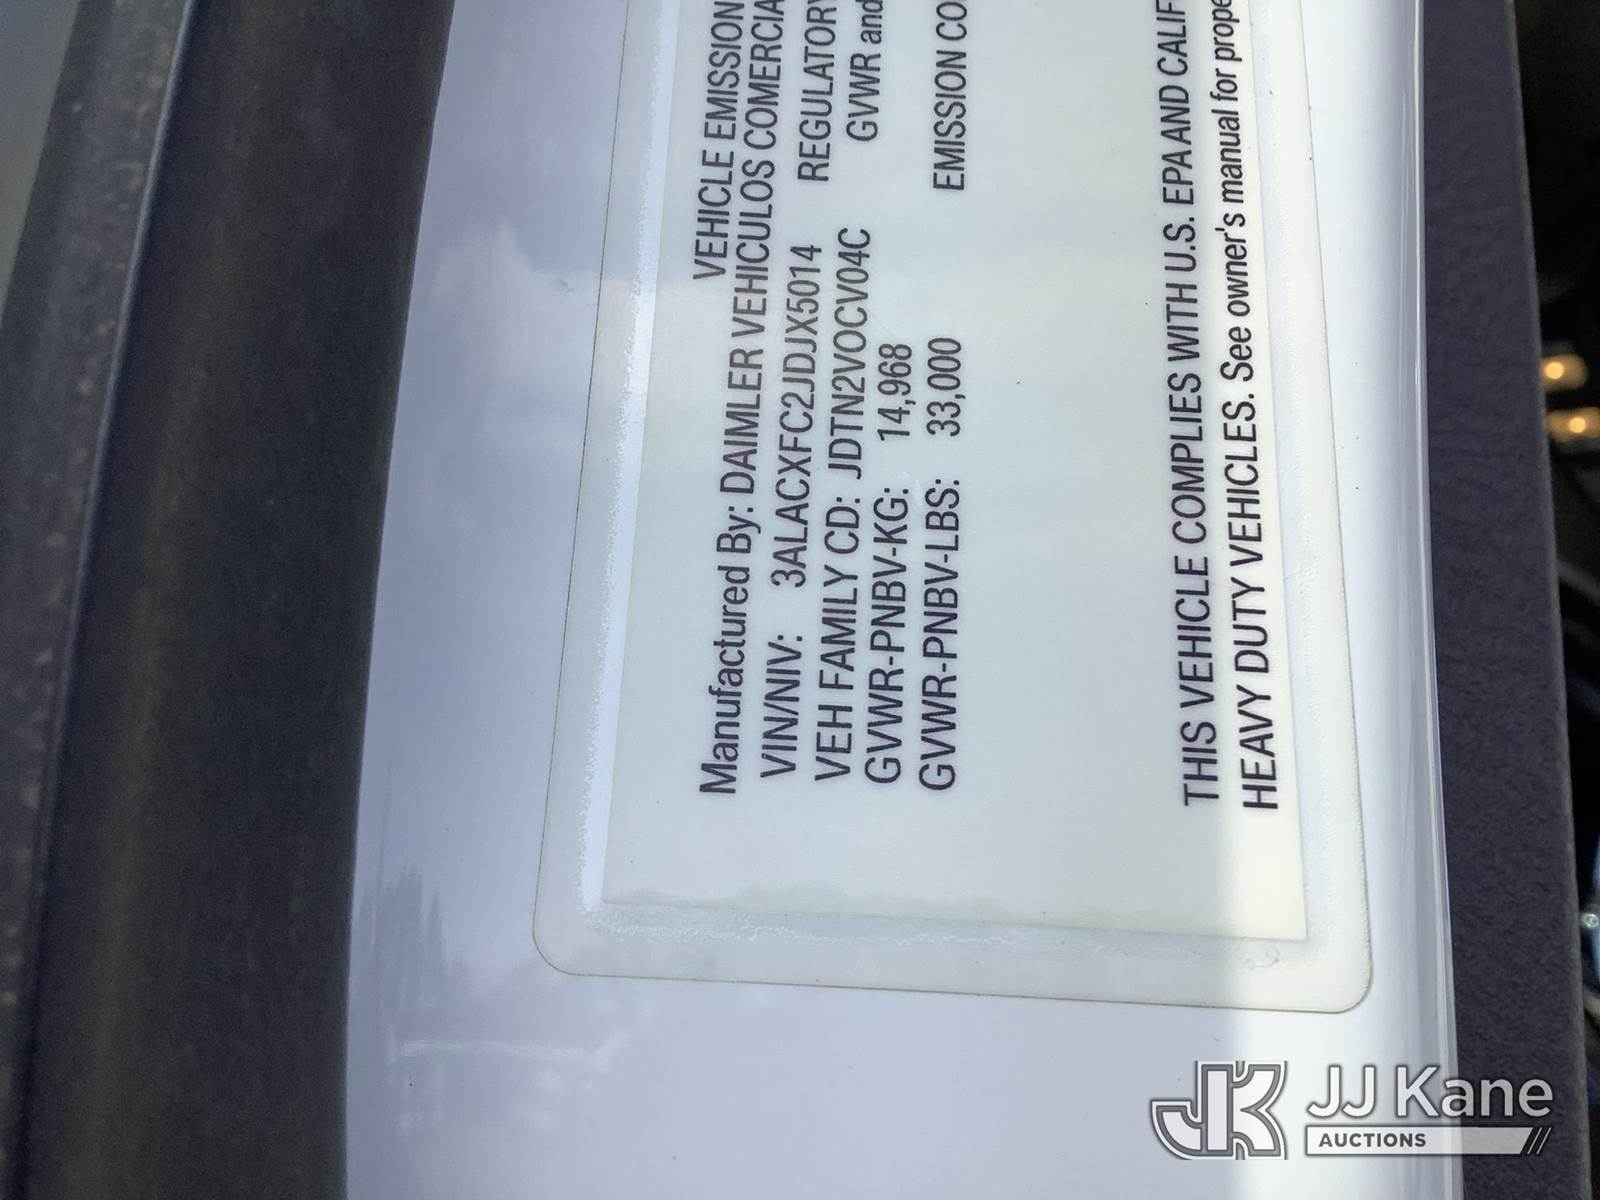 VEHICLE EMISSION
Manufactured By: DAIMLER VEHICULOS COMERCIA
VIN/NIV: 3ALACXFC2JDJX5014 REGULATORY
VEH FAMILY CD: JDTN2VOCV04C GVWR and
GVWR-PNBV-KG: 14,968
GVWR-PNBV-LBS: 33,000 EMISSION CO
THIS VEHICLE COMPLIES WITH U.S. EPA AND CALIF
HEAVY DUTY VEHICLES. See owner's manual for prope
JK JJ Kane
AUCTIONS